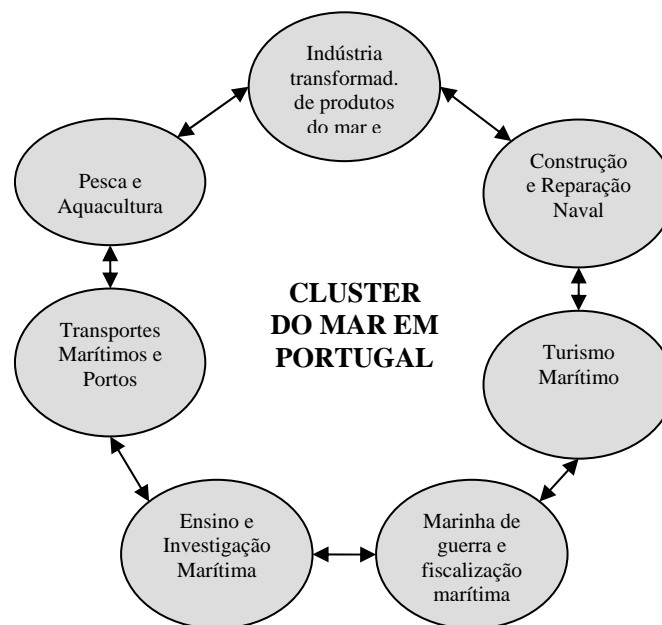 Indústria
transformad.
de produtos
do mar e
Construção
e Reparação
Naval
Pesca e
Aquacultura
CLUSTER
DO MAR EM
PORTUGAL
Transportes
Marítimos e
Portos
Turismo
Marítimo
Ensino e
Investigação
Marítima
Marinha de
guerra e
fiscalização
marítima